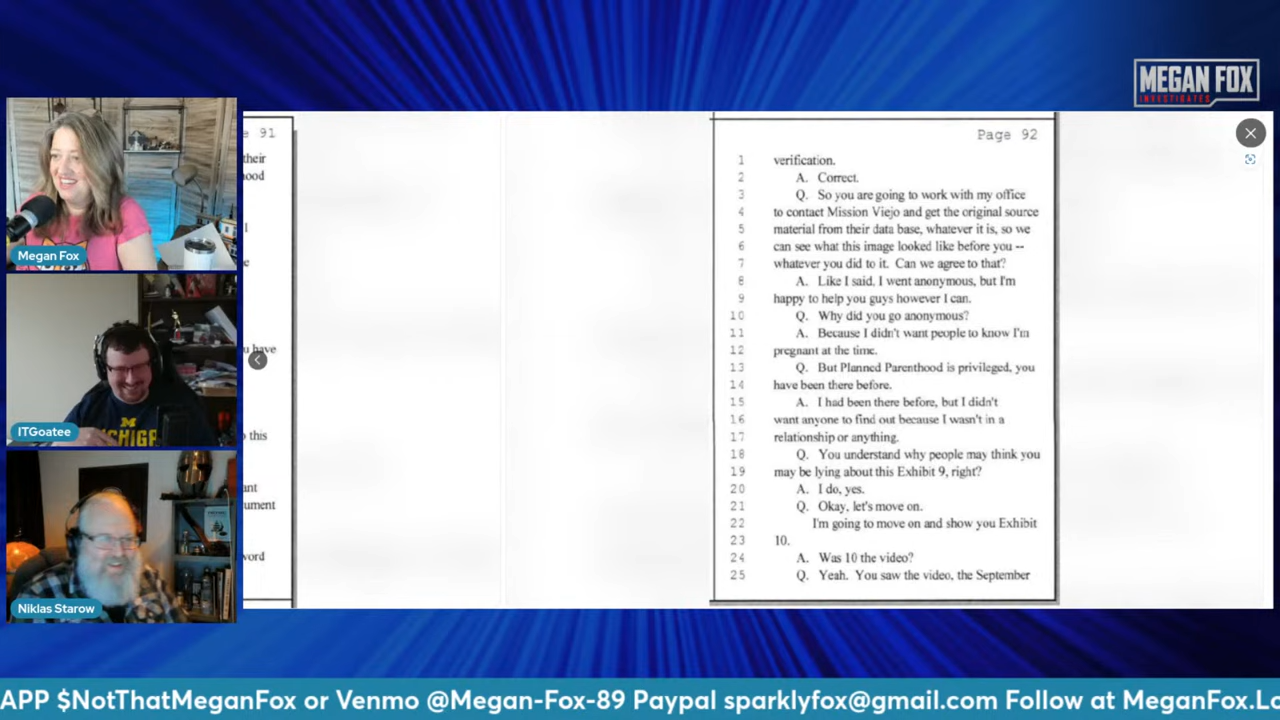 MEGAN FOX
INVESTIGATES
e 91
their
ood
l
e
u have
o this
ant
ument
word
Page 92
1 verification.
2 A. Correct.
3 Q. So you are going to work with my office
4 to contact Mission Viejo and get the original source
5 material from their data base, whatever it is, so we
6 can see what this image looked like before you --
7 whatever you did to it. Can we agree to that?
8 A. Like I said, I went anonymous, but I'm
9 happy to help you guys however I can.
10 Q. Why did you go anonymous?
11 A. Because I didn't want people to know I'm
12 pregnant at the time.
13 Q. But Planned Parenthood is privileged, you
14 have been there before.
15 A. I had been there before, but I didn't
16 want anyone to find out because I wasn't in a
17 relationship or anything.
18 Q. You understand why people may think you
19 may be lying about this Exhibit 9, right?
20 A. I do, yes.
21 Q. Okay, let's move on.
22 I'm going to move on and show you Exhibit
23 10.
24 A. Was 10 the video?
25 Q. Yeah. You saw the video, the September
Megan Fox
M
ICHIGA
ITGoatee
Niklas Starow
APP $NotThatMeganFox or Venmo @Megan-Fox-89 Paypal sparklyfox@gmail.com Follow at MeganFox.Lo